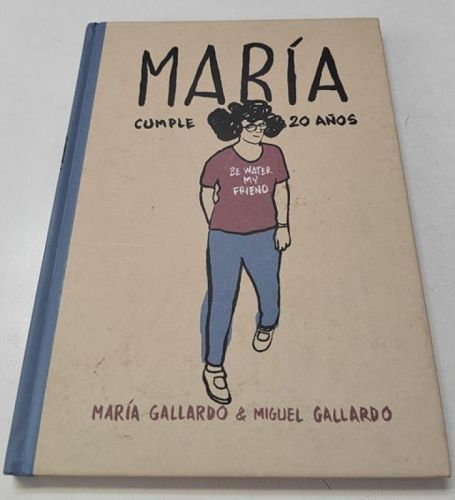 MARÍA
CUMPLE 20 AÑOS
BE WATER
MY
FRIEND
MARÍA GALLARDO & MIGUEL GALLARDO